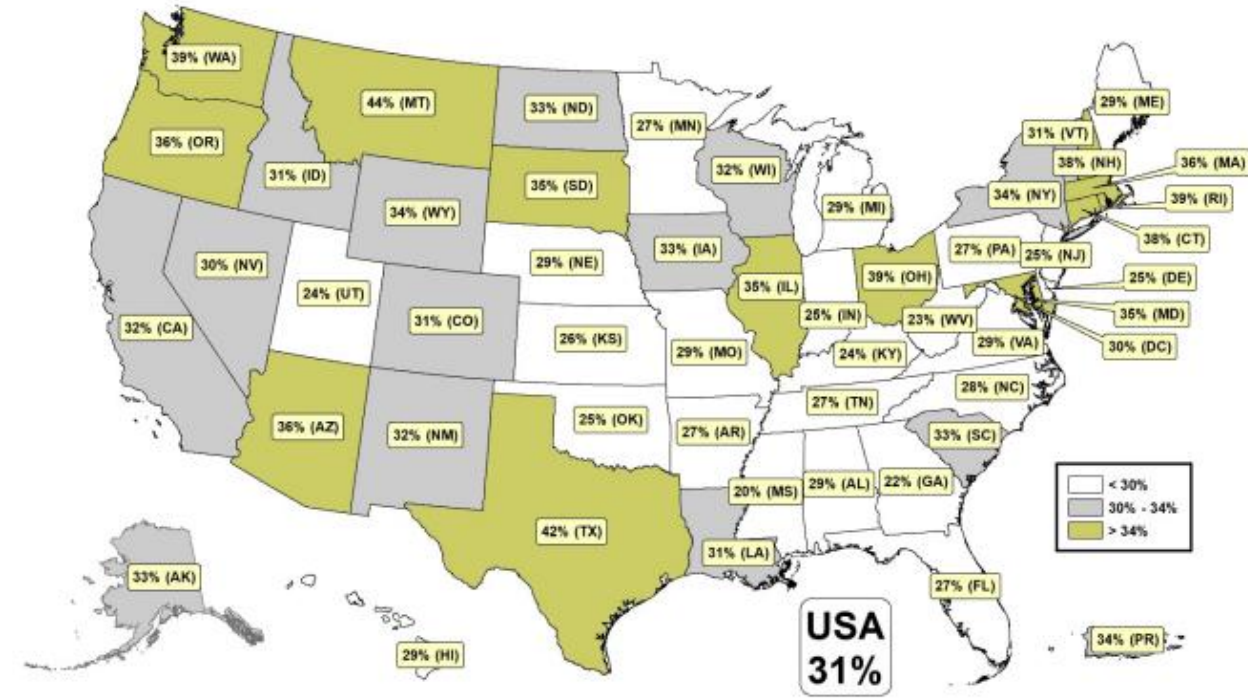 39% (WA)
44% (MT)
33% (ND)
27% (MN)
29% (ME)
31% (VT)
36% (OR)
32% (WI)
38% (NH)
36% (MA)
31% (ID)
35% (SD)
34% (NY)
39% (RI)
34% (WY)
29% (MI)
38% (CT)
33% (IA)
27% (PA)
25% (NJ)
30% (NV)
29% (NE)
39% (OH)
25% (DE)
24% (UT)
35% (IL)
35% (MD)
32% (CA)
31% (CO)
25% (IN)
23% (WV)
26% (KS)
29% (VA)
30% (DC)
29% (MO)
24% (KY)
28% (NC)
27% (TN)
36% (AZ)
32% (NM)
25% (OK)
27% (AR)
33% (SC)
20% (MS)
29% (AL)
22% (GA)
< 30%
30% - 34%
> 34%
42% (TX)
31% (LA)
33% (AK)
27% (FL)
29% (HI)
34% (PR)
USA
31%